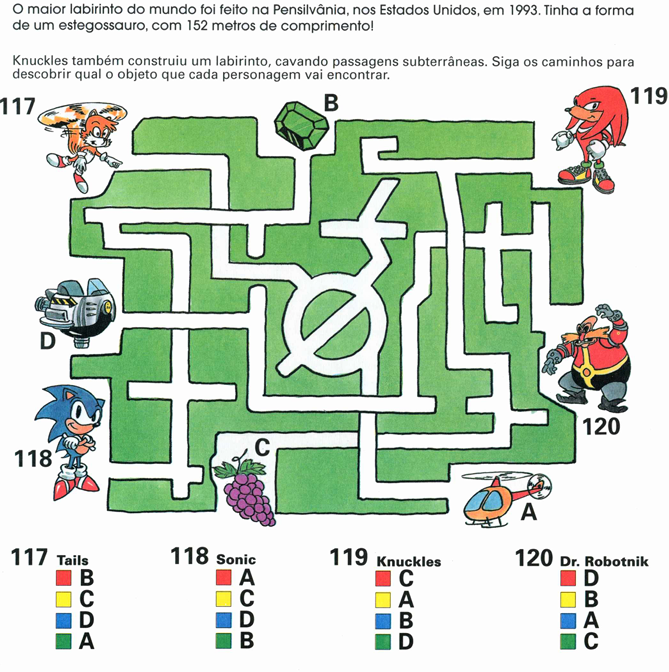 O maior labirinto do mundo foi feito na Pensilvânia, nos Estados Unidos, em 1993. Tinha a forma
de um estegossauro, com 152 metros de comprimento!
Knuckles também construiu um labirinto, cavando passagens subterrâneas. Siga os caminhos para
descobrir qual o objeto que cada personagem vai encontrar.
117
B
119
D
120
118
C
A
117 Tails
B
C
D
A
118 Sonic
A
C
D
B
119 Knuckles
C
A
B
D
120 Dr. Robotnik
D
B
A
C